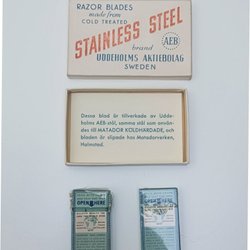 RAZOR BLADES
made from
COLD TREATED
STAINLESS STEEL
brand
AEB
UDDEHOLMS AKTIEBOLAG
SWEDEN
Dessa blad är tillverkade av Udde-
holms AEB-stål, samma stål som använ-
des till MATADOR KÖLDHÄRDADE, och
bladen är slipade hos Matadorverken,
Halmstad.
OPEN HERE
OPEN HERE